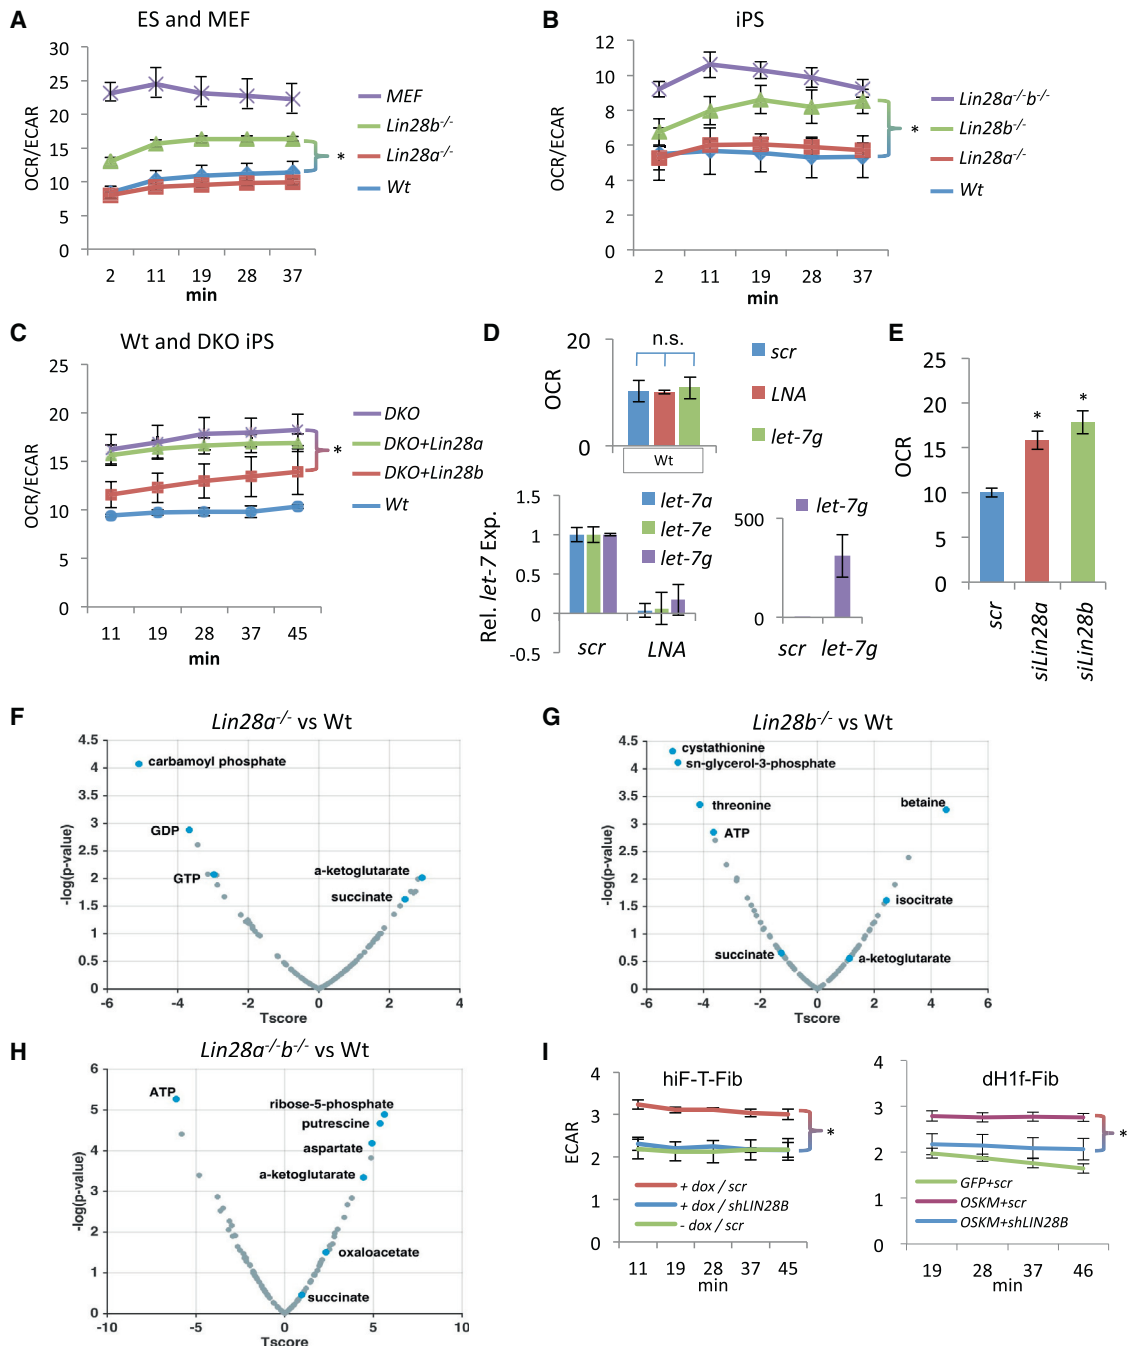 A
ES and MEF
30
25
20
15
10
5
0
OCR/ECAR
2 11 19 28 37
min
MEF
Lin28b-/-
Lin28a-/-
Wt
*
B
iPS
12
10
8
6
4
2
0
OCR/ECAR
2 11 19 28 37
min
Lin28a-/-b-/-
Lin28b-/-
Lin28a-/-
Wt
*
C
Wt and DKO iPS
25
20
15
10
5
0
OCR/ECAR
11 19 28 37 45
min
DKO
DKO+Lin28a
DKO+Lin28b
Wt
*
D
n.s.
20
0
OCR
Wt
scr
LNA
let-7g
1.5
1
0.5
0
-0.5
Rel. let-7 Exp.
scr LNA
let-7a
let-7e
let-7g
500
0
let-7g
scr let-7g
E
25
20
15
10
5
0
OCR
* *
scr
siLin28a
siLin28b
F
Lin28a-/- vs Wt
4.5
4
3.5
3
2.5
2
1.5
1
0.5
0
-log(p-value)
carbamoyl phosphate
GDP
GTP
a-ketoglutarate
succinate
-6 -4 -2 0 2 4
Tscore
G
Lin28b-/- vs Wt
4.5
4
3.5
3
2.5
2
1.5
1
0.5
0
-log(p-value)
cystathionine
sn-glycerol-3-phosphate
threonine
betaine
ATP
isocitrate
succinate
a-ketoglutarate
-6 -4 -2 0 2 4 6
Tscore
H
Lin28a-/-b-/- vs Wt
6
5
4
3
2
1
0
-log(p-value)
ATP
ribose-5-phosphate
putrescine
aspartate
a-ketoglutarate
oxaloacetate
succinate
-10 -5 0 5 10
Tscore
I
hiF-T-Fib
4
3
2
1
0
ECAR
*
+ dox / scr
+ dox / shLIN28B
- dox / scr
11 19 28 37 45
min
dH1f-Fib
4
3
2
1
0
*
GFP+scr
OSKM+scr
OSKM+shLIN28B
19 28 37 46
min